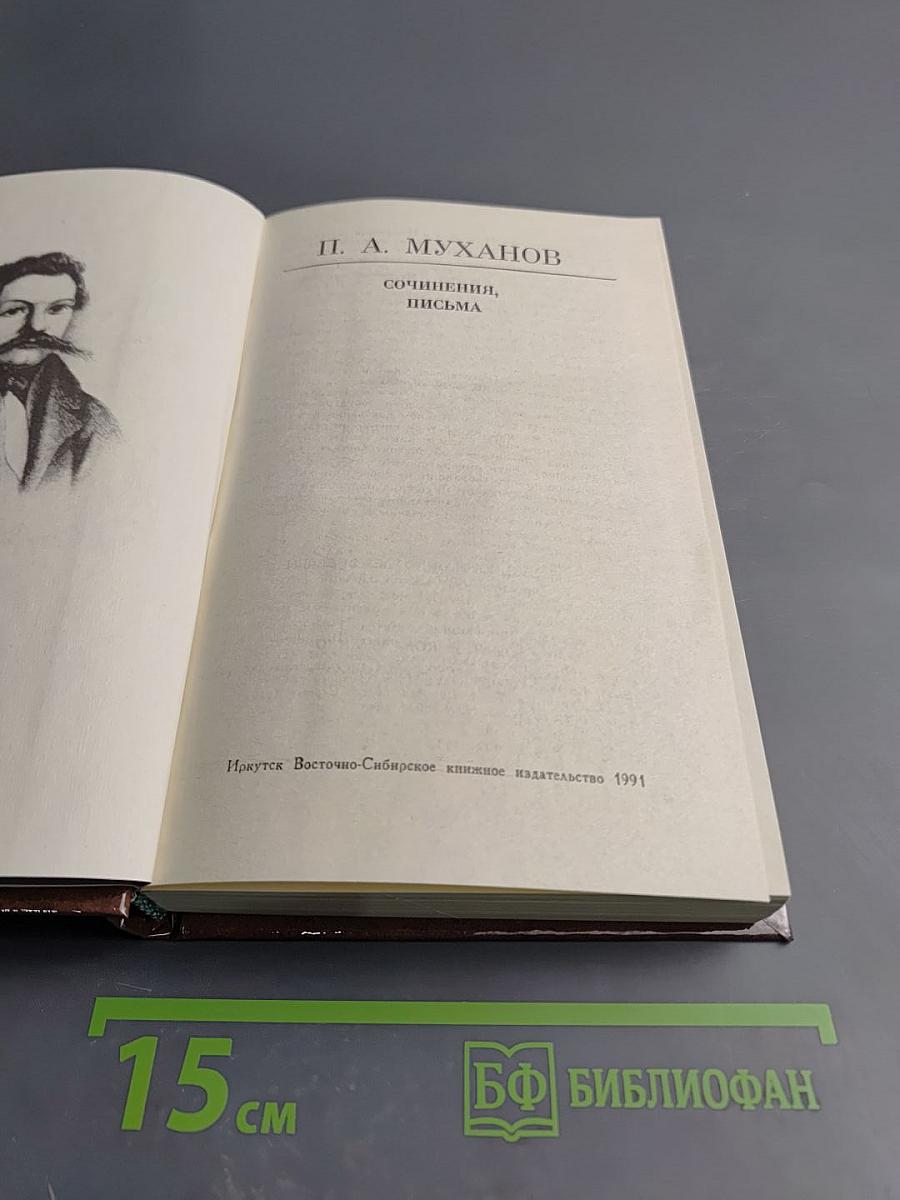 П. А. МУХАНОВ
СОЧИНЕНИЯ,
ПИСЬМА
Иркутск Восточно-Сибирское книжное издательство 1991
15 см
БФ БИБЛИОФАН